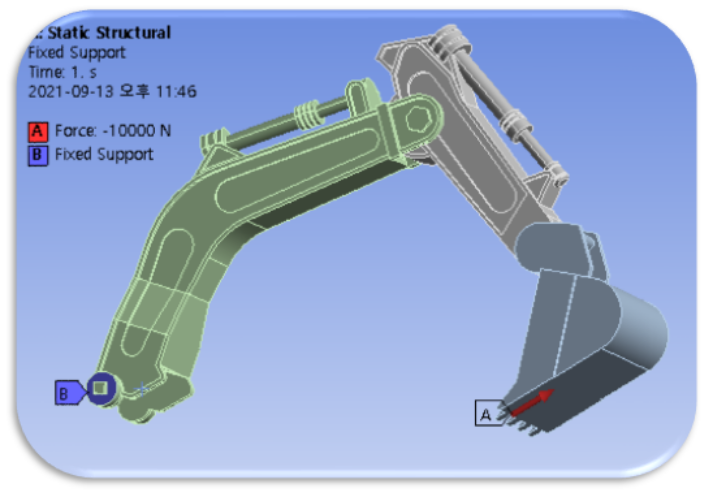 : Static Structural
Fixed Support
Time: 1. s
2021-09-13 오후 11:46
A Force: -10000 N
B Fixed Support
B
A